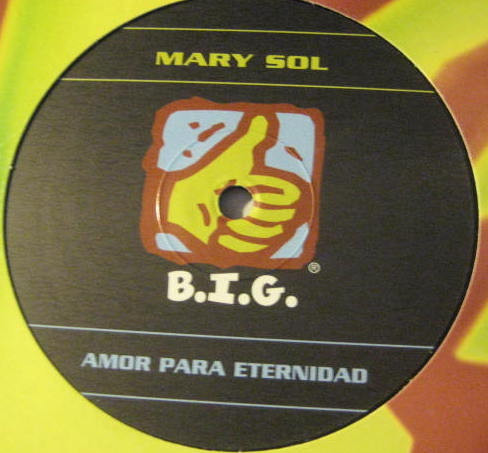 MARY SOL
B.I.G.
®
AMOR PARA ETERNIDAD